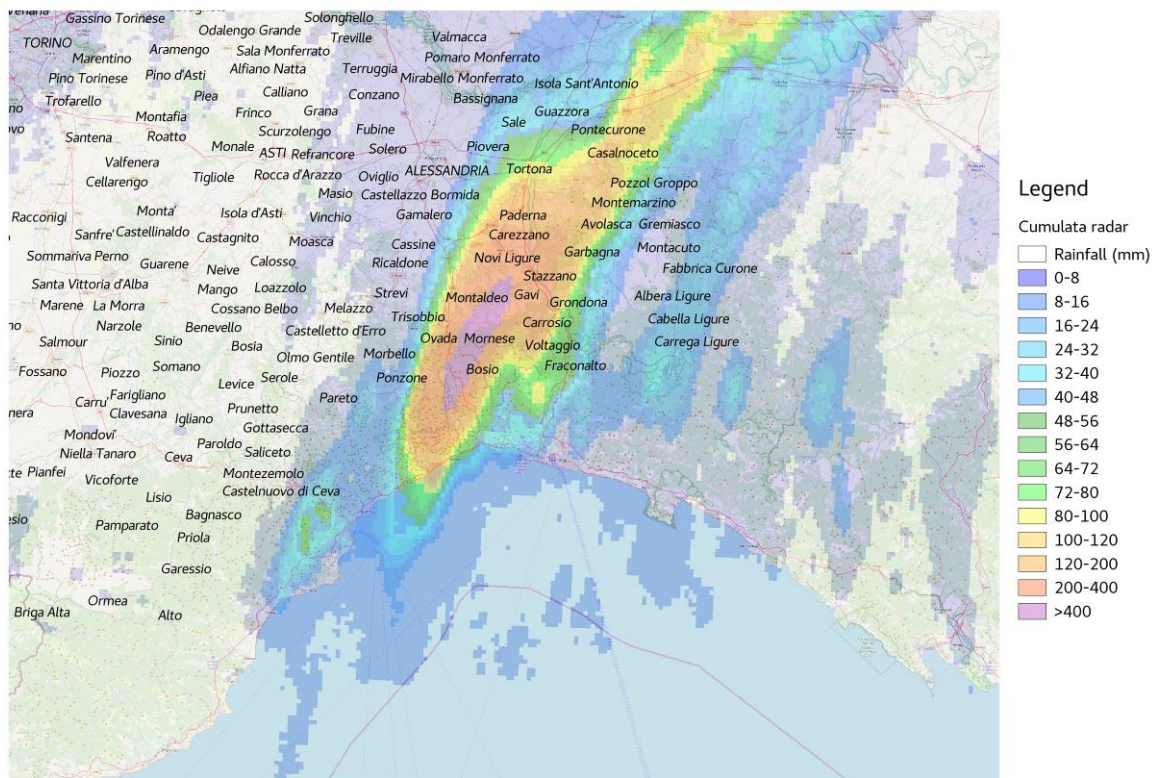 Solonghello
Gassino Torinese
Odalengo Grande
Treville
Valmacca
TORINO
Aramengo
Sala Monferrato
Marentino
Pomaro Monferrato
Pino Torinese
Pino d'Asti
Alfiano Natta
Terruggia
Mirabello Monferrato
Isola Sant'Antonio
Trofarello
Piea
Calliano
Conzano
Bassignana
Montafia
Frinco
Grana
Guazzora
Sale
Santena
Roatto
Scurzolengo
Fubine
Pontecurone
Monale
ASTI
Refrancore
Solero
Piovera
Casalnoceto
Valfenera
Cellarengo
Tigliole
Rocca d'Arazzo
Oviglio
ALESSANDRIA
Tortona
Masio
Castellazzo Bormida
Pozzol Groppo
Montemarzino
Racconigi
Monta'
Isola d'Asti
Vinchio
Gamalero
Paderna
Avolasca
Gremiasco
Sanfre'
Castellinaldo
Castagnito
Moasca
Cassine
Carezzano
Garbagna
Montacuto
Sommariva Perno
Guarene
Neive
Calosso
Ricaldone
Novi Ligure
Stazzano
Fabbrica Curone
Santa Vittoria d'Alba
Mango
Loazzolo
Strevi
Montaldeo
Gavi
Grondona
Albera Ligure
Marene
La Morra
Cossano Belbo
Melazzo
Trisobbio
Carrosio
Cabella Ligure
Narzole
Benevello
Castelletto d'Erro
Ovada
Mornese
Voltaggio
Carrega Ligure
Salmour
Sinio
Bosia
Olmo Gentile
Morbello
Fossano
Piozzo
Somano
Levice
Serole
Ponzone
Bosio
Fraconalto
Carru'
Farigliano
Clavesana
Igliano
Prunetto
Pareto
Mondovi'
Gottasecca
Niella Tanaro
Ceva
Paroldo
Saliceto
Pianfei
Vicoforte
Montezemolo
Lisio
Castelnuovo di Ceva
Pamparato
Bagnasco
Priola
Garessio
Briga Alta
Ormea
Alto
Legend
Cumulata radar
Rainfall (mm)
0-8
8-16
16-24
24-32
32-40
40-48
48-56
56-64
64-72
72-80
80-100
100-120
120-200
200-400
>400